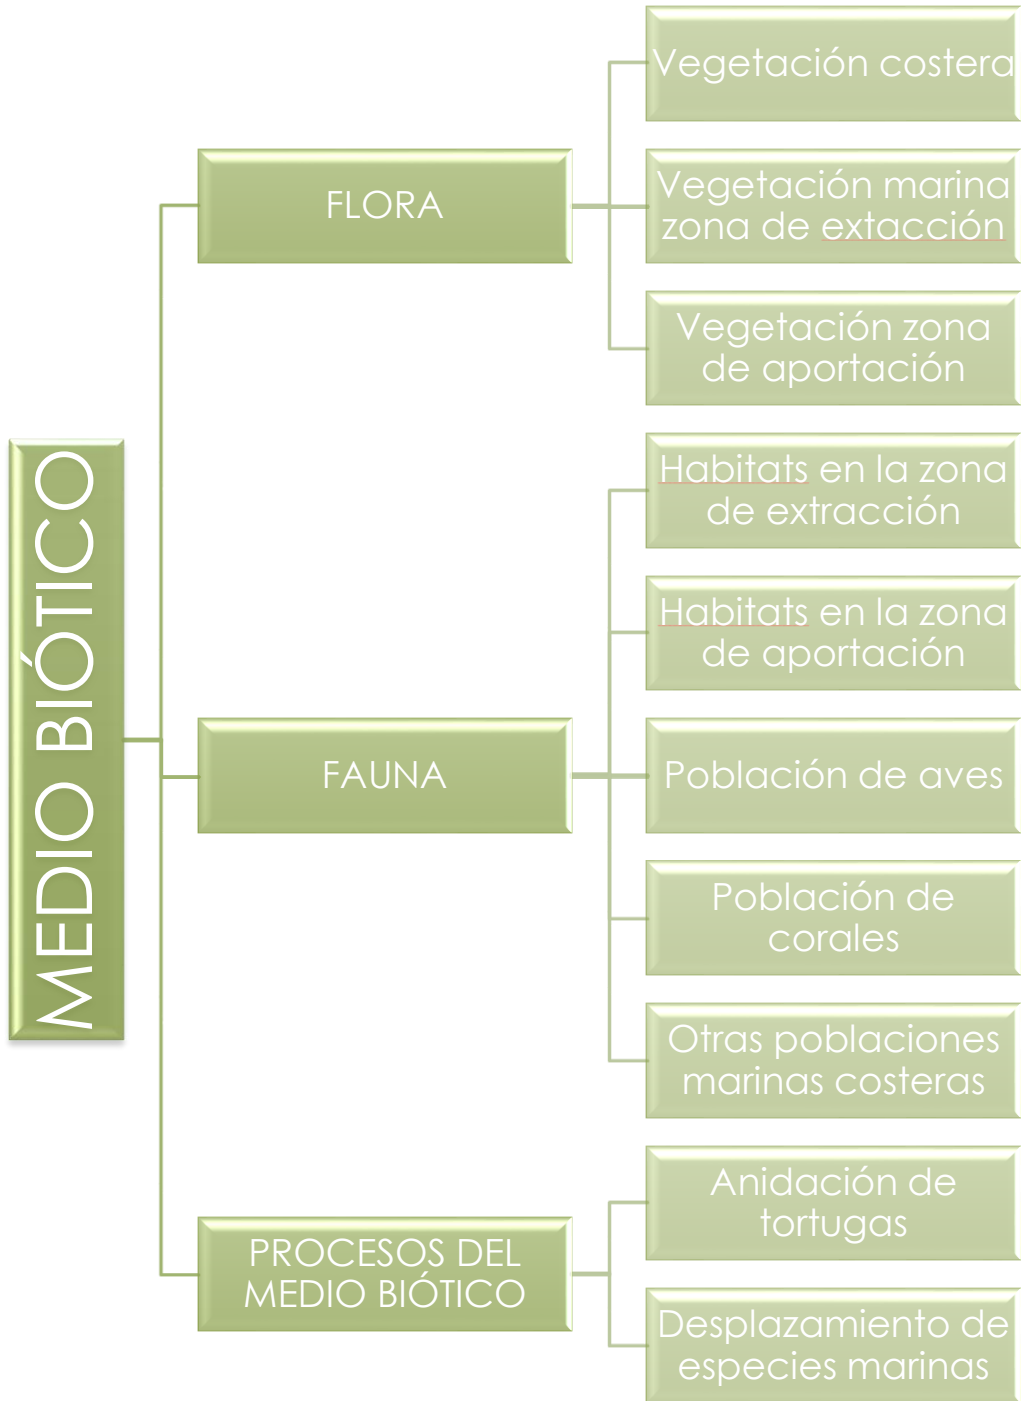 MEDIO BIÓTICO
FLORA
Vegetación costera
Vegetación marina
zona de extacción
Vegetación zona
de aportación
FAUNA
Habitats en la zona
de extracción
Habitats en la zona
de aportación
Población de aves
Población de
corales
Otras poblaciones
marinas costeras
PROCESOS DEL
MEDIO BIÓTICO
Anidación de
tortugas
Desplazamiento de
especies marinas